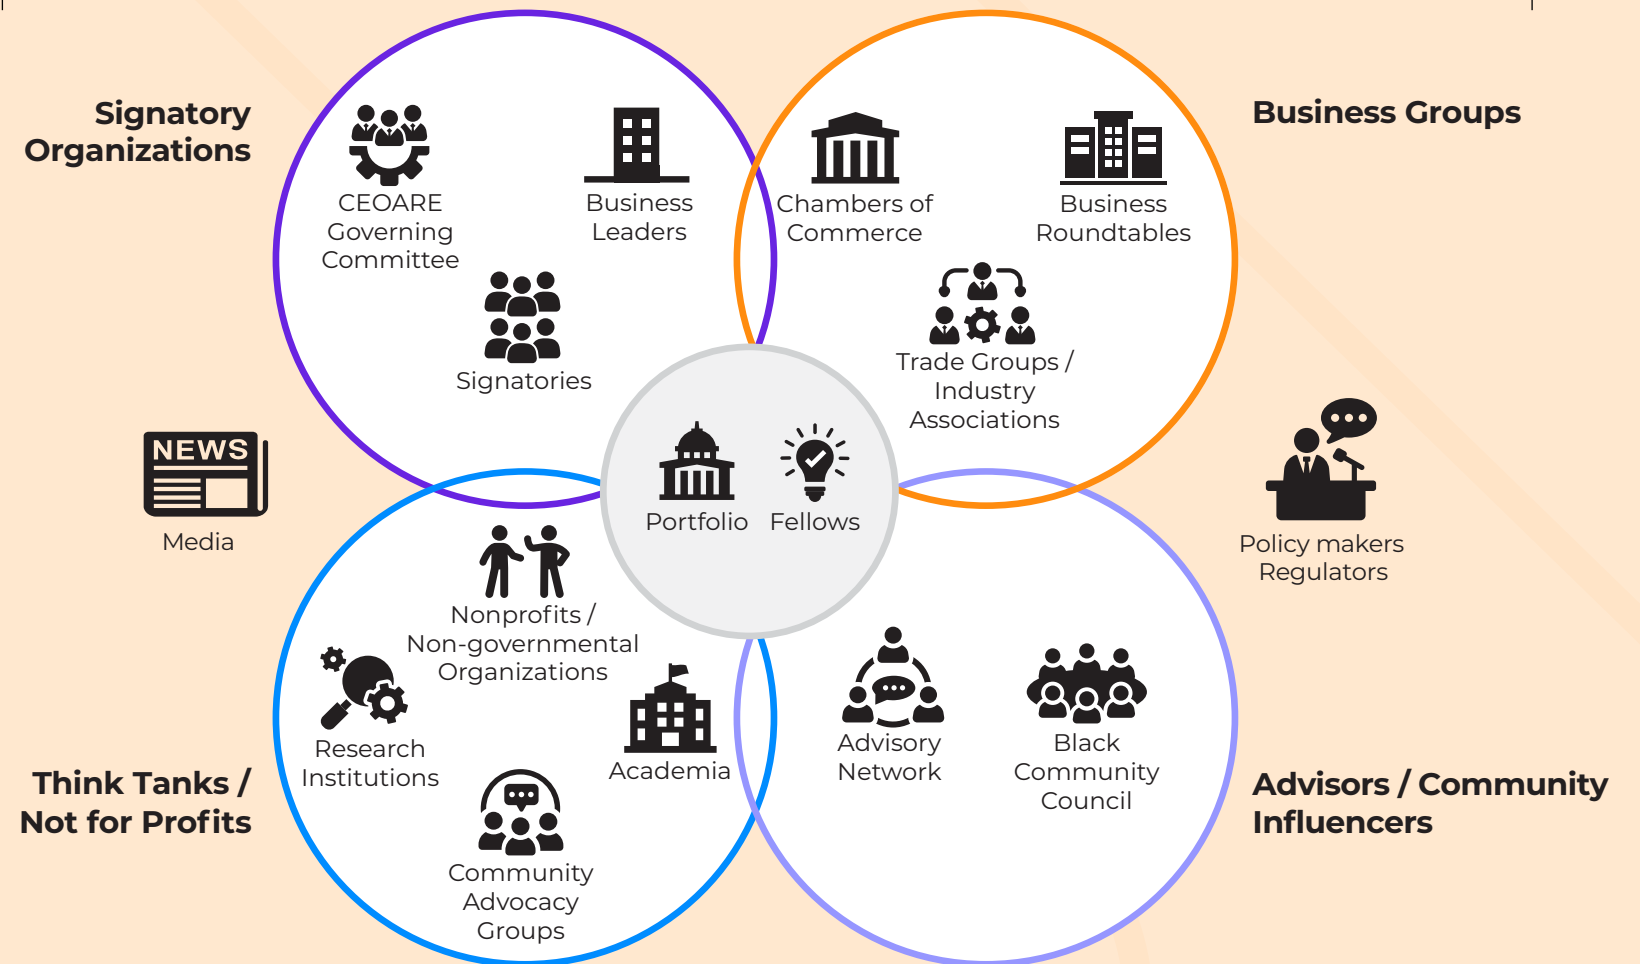 Signatory
Organizations
CEOARE
Governing
Committee
Business
Leaders
Signatories
Chambers of
Commerce
Business
Roundtables
Trade Groups /
Industry
Associations
Business Groups
NEWS
Media
Portfolio
Fellows
Policy makers
Regulators
Think Tanks /
Not for Profits
Nonprofits /
Non-governmental
Organizations
Research
Institutions
Academia
Community
Advocacy
Groups
Advisory
Network
Black
Community
Council
Advisors / Community
Influencers